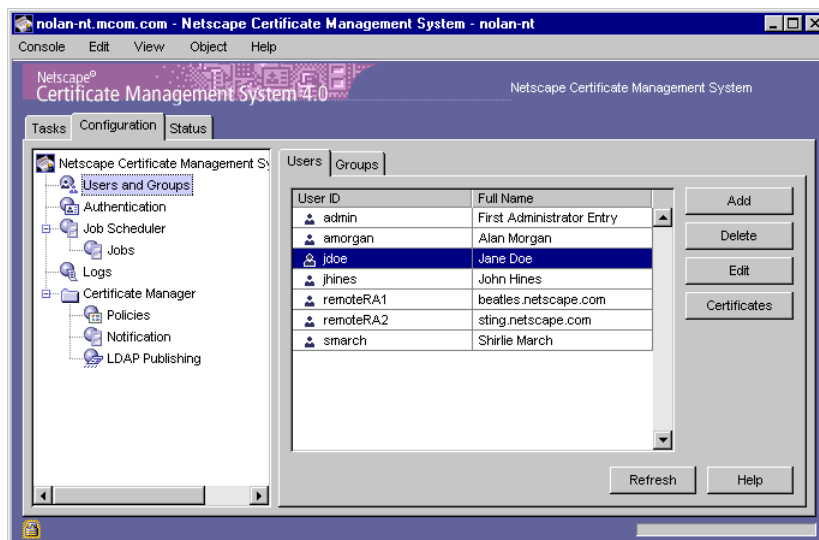 nolan-nt.mcom.com - Netscape Certificate Management System - nolan-nt
Console Edit View Object Help
Netscape®
Certificate Management System 4.0
Netscape Certificate Management System
Tasks Configuration Status
Netscape Certificate Management Sy
Users and Groups
Authentication
Job Scheduler
Jobs
Logs
Certificate Manager
Policies
Notification
LDAP Publishing
Users Groups
User ID Full Name
admin First Administrator Entry
amorgan Alan Morgan
jdoe Jane Doe
jhines John Hines
remoteRA1 beatles.netscape.com
remoteRA2 sting.netscape.com
smarch Shirlie March
Add
Delete
Edit
Certificates
Refresh Help